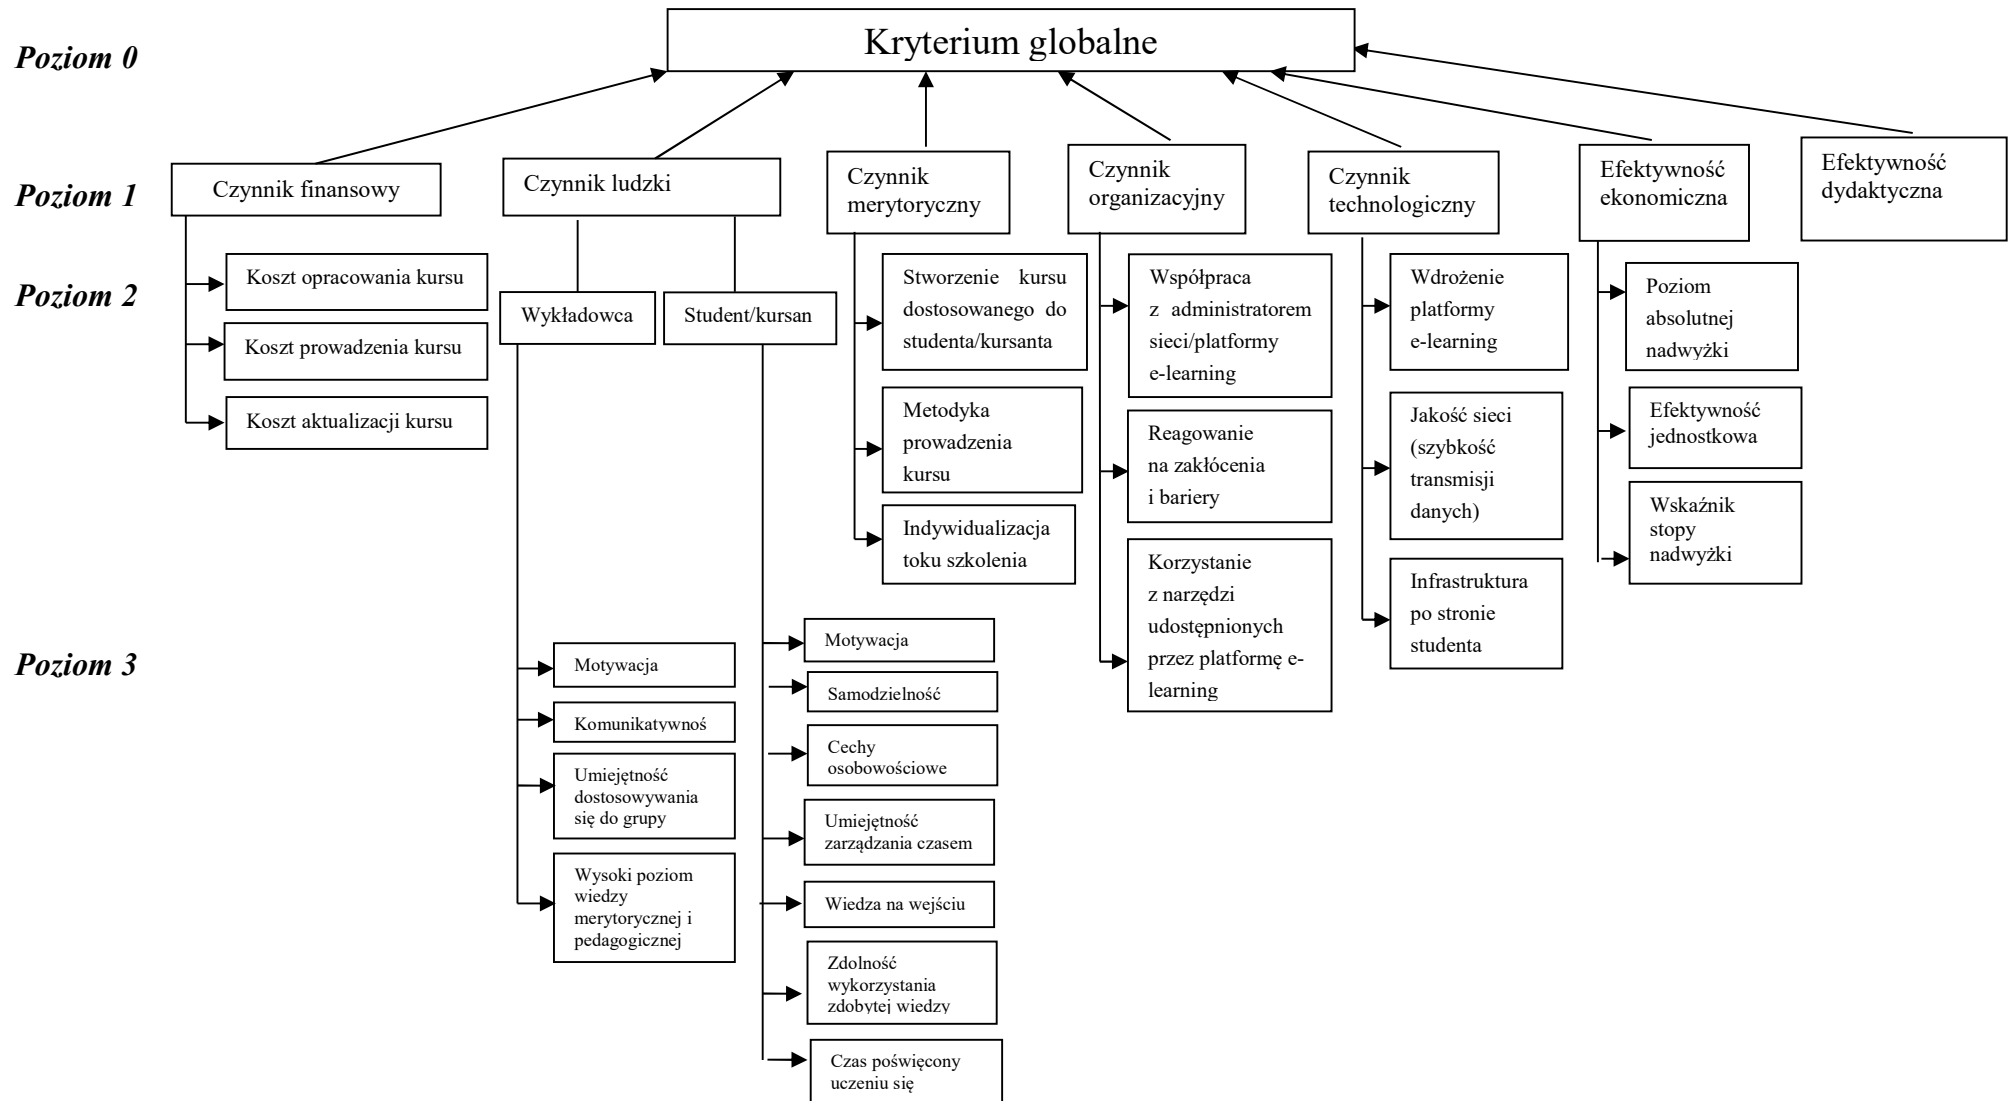 Kryterium globalne
Poziom 0
Poziom 1
Czynnik finansowy
Czynnik ludzki
Czynnik
merytoryczny
Czynnik
organizacyjny
Czynnik
technologiczny
Efektywność
ekonomiczna
Efektywność
dydaktyczna
Poziom 2
Koszt opracowania kursu
Koszt prowadzenia kursu
Koszt aktualizacji kursu
Wykładowca
Student/kursan
Stworzenie kursu
dostosowanego do
studenta/kursanta
Metodyka
prowadzenia
kursu
Indywidualizacja
toku szkolenia
Współpraca
z administratorem
sieci/platformy
e-learning
Reagowanie
na zakłócenia
i bariery
Korzystanie
z narzędzi
udostępnionych
przez platformę e-
learning
Wdrożenie
platformy
e-learning
Jakość sieci
(szybkość
transmisji
danych)
Infrastruktura
po stronie
studenta
Poziom
absolutnej
nadwyżki
Efektywność
jednostkowa
Wskaźnik
stopy
nadwyżki
Poziom 3
Motywacja
Komunikatywnoś
Umiejętność
dostosowywania
się do grupy
Wysoki poziom
wiedzy
merytorycznej i
pedagogicznej
Motywacja
Samodzielność
Cechy
osobowościowe
Umiejętność
zarządzania czasem
Wiedza na wejściu
Zdolność
wykorzystania
zdobytej wiedzy
Czas poświęcony
uczeniu się